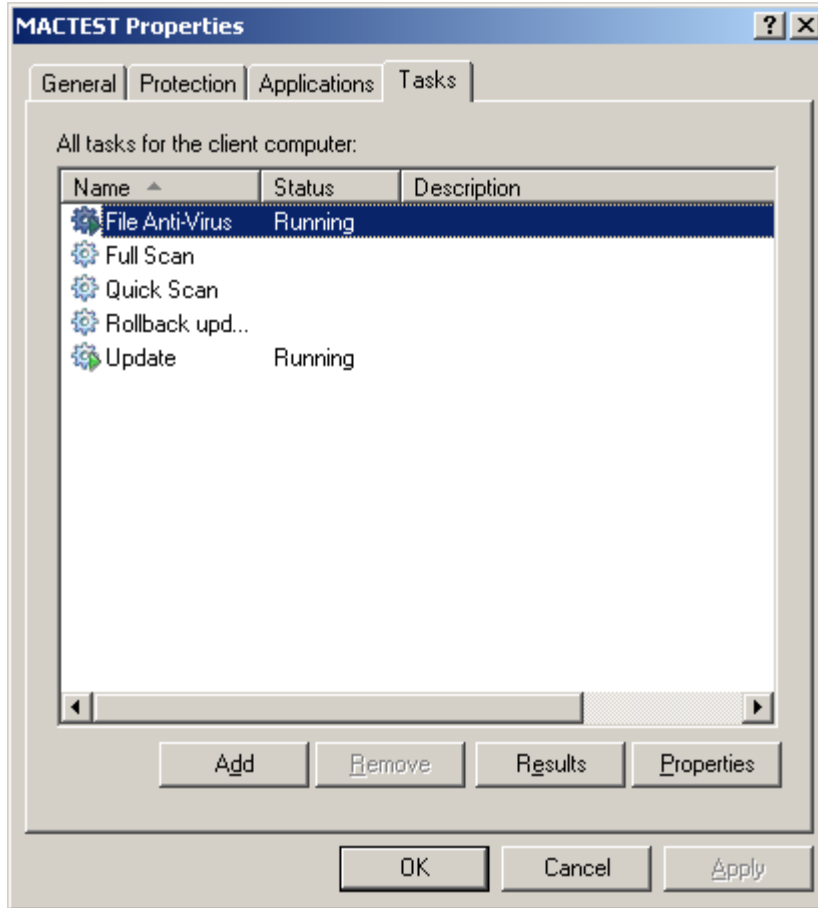 MACTEST Properties
General Protection Applications Tasks
All tasks for the client computer:
Name Status Description
File Anti-Virus Running
Full Scan
Quick Scan
Rollback upd...
Update Running
Add Remove Results Properties
OK Cancel Apply